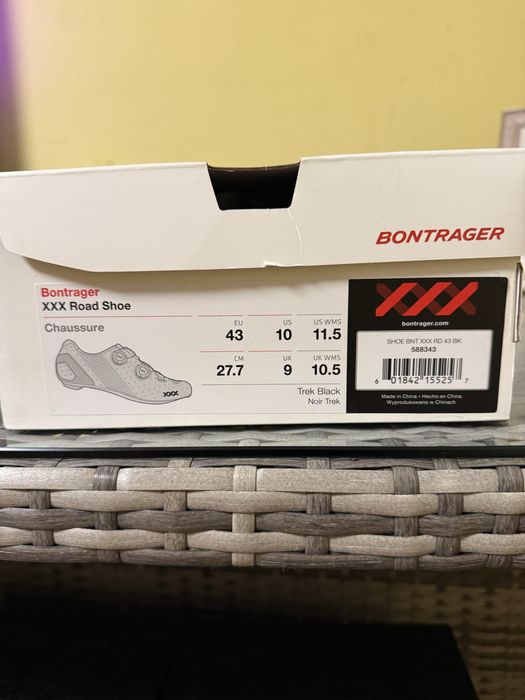 BONTRAGER
Bontrager
XXX Road Shoe
Chaussure
EU US US WMS
43 10 11.5
CM UK UK WMS
27.7 9 10.5
Trek Black
Noir Trek
XXX
XXX
bontrager.com
SHOE BNT XXX RD 43 BK
588343
6 01842 15525 7
Made in China • Hecho en China.
Wyprodukowano w Chinach.